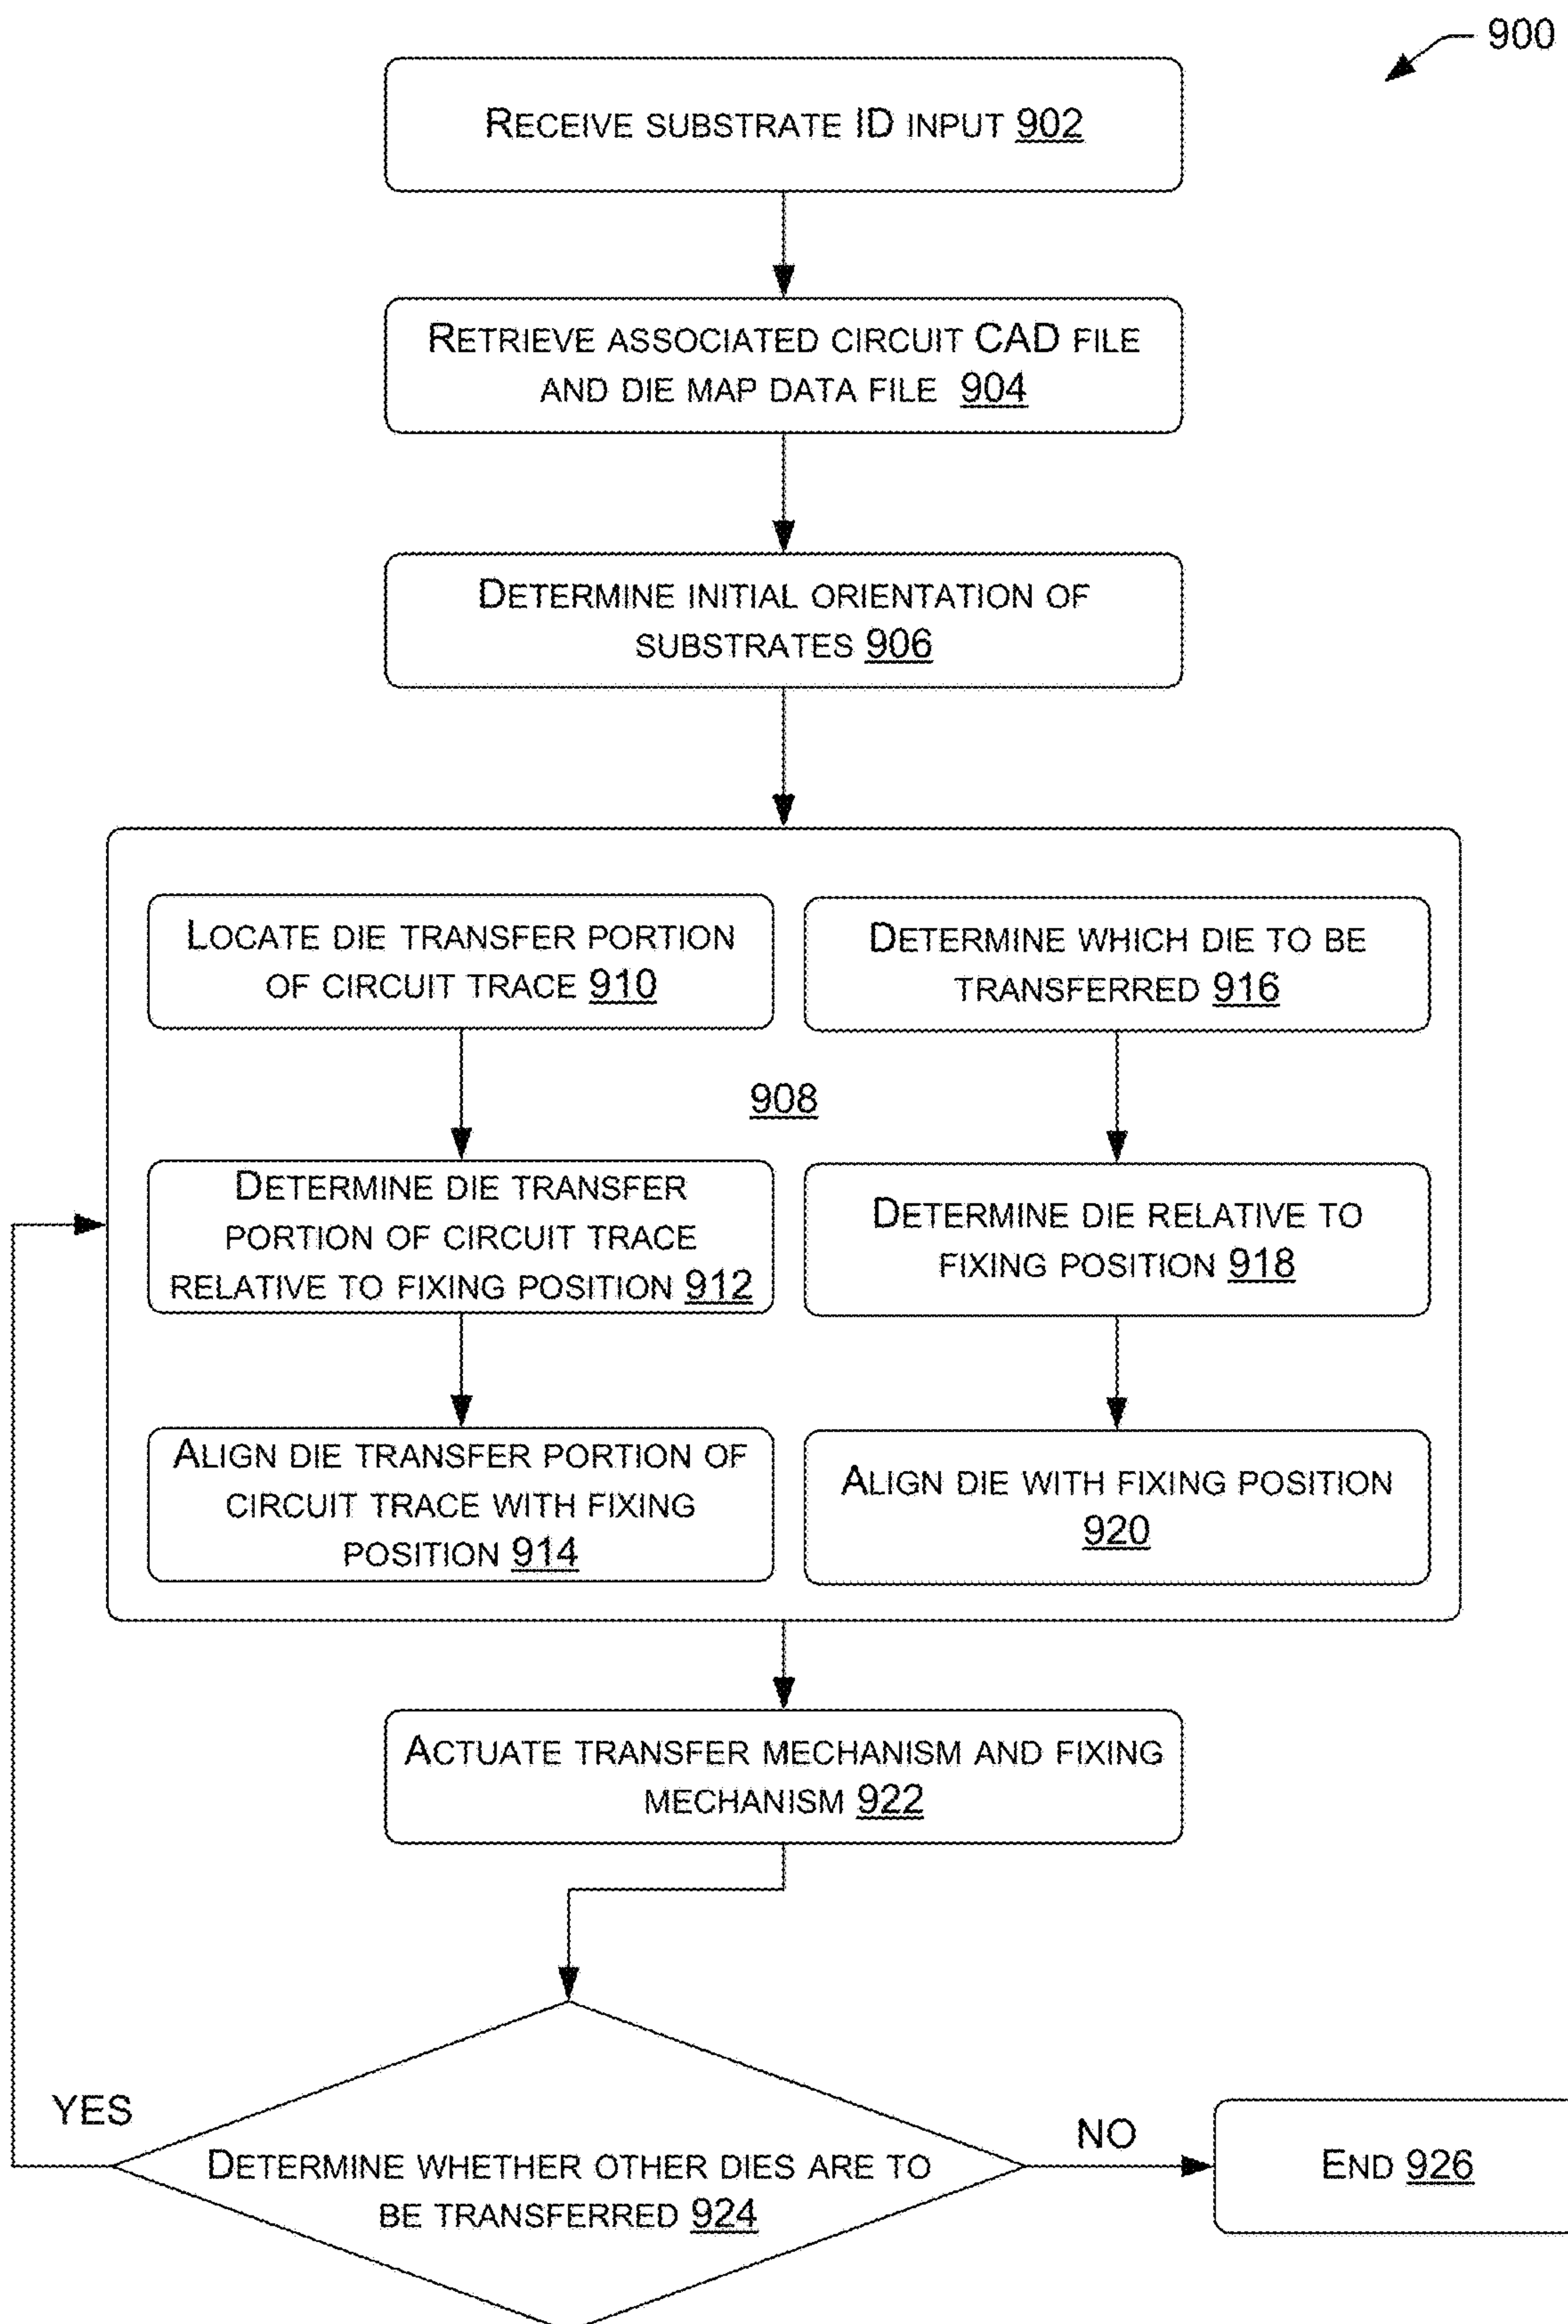 900
RECEIVE SUBSTRATE ID INPUT 902
RETRIEVE ASSOCIATED CIRCUIT CAD FILE
AND DIE MAP DATA FILE 904
DETERMINE INITIAL ORIENTATION OF
SUBSTRATES 906
LOCATE DIE TRANSFER PORTION
OF CIRCUIT TRACE 910
DETERMINE WHICH DIE TO BE
TRANSFERRED 916
908
DETERMINE DIE TRANSFER
PORTION OF CIRCUIT TRACE
RELATIVE TO FIXING POSITION 912
DETERMINE DIE RELATIVE TO
FIXING POSITION 918
ALIGN DIE TRANSFER PORTION OF
CIRCUIT TRACE WITH FIXING
POSITION 914
ALIGN DIE WITH FIXING POSITION
920
ACTUATE TRANSFER MECHANISM AND FIXING
MECHANISM 922
YES
DETERMINE WHETHER OTHER DIES ARE TO
BE TRANSFERRED 924
NO
END 926